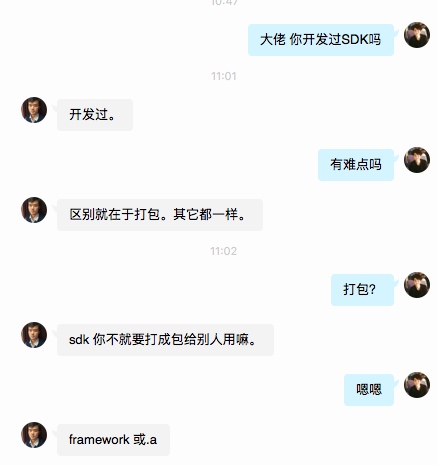 10:47
大佬 你开发过SDK吗
11:01
开发过。
有难点吗
区别就在于打包。其它都一样。
11:02
打包?
sdk 你不就要打成包给别人用嘛。
嗯嗯
framework 或.a